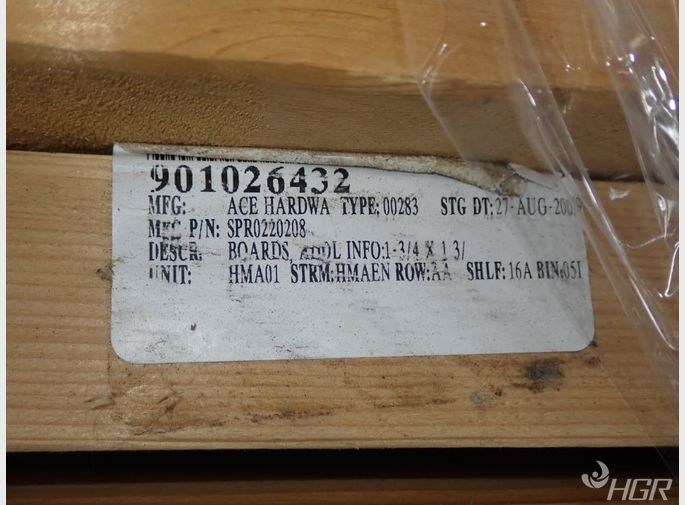 901026432
MFG: ACE HARDWA TYPE: 00283 STG DT: 27-AUG-2009
MFG P/N: SPR0220208
DESCR: BOARDS, ADDL INFO:1-3/4 X 1 3/
UNIT: HMA01 STRM:HMAEN ROW:AA SHLF:16A BIN:05I
HGR